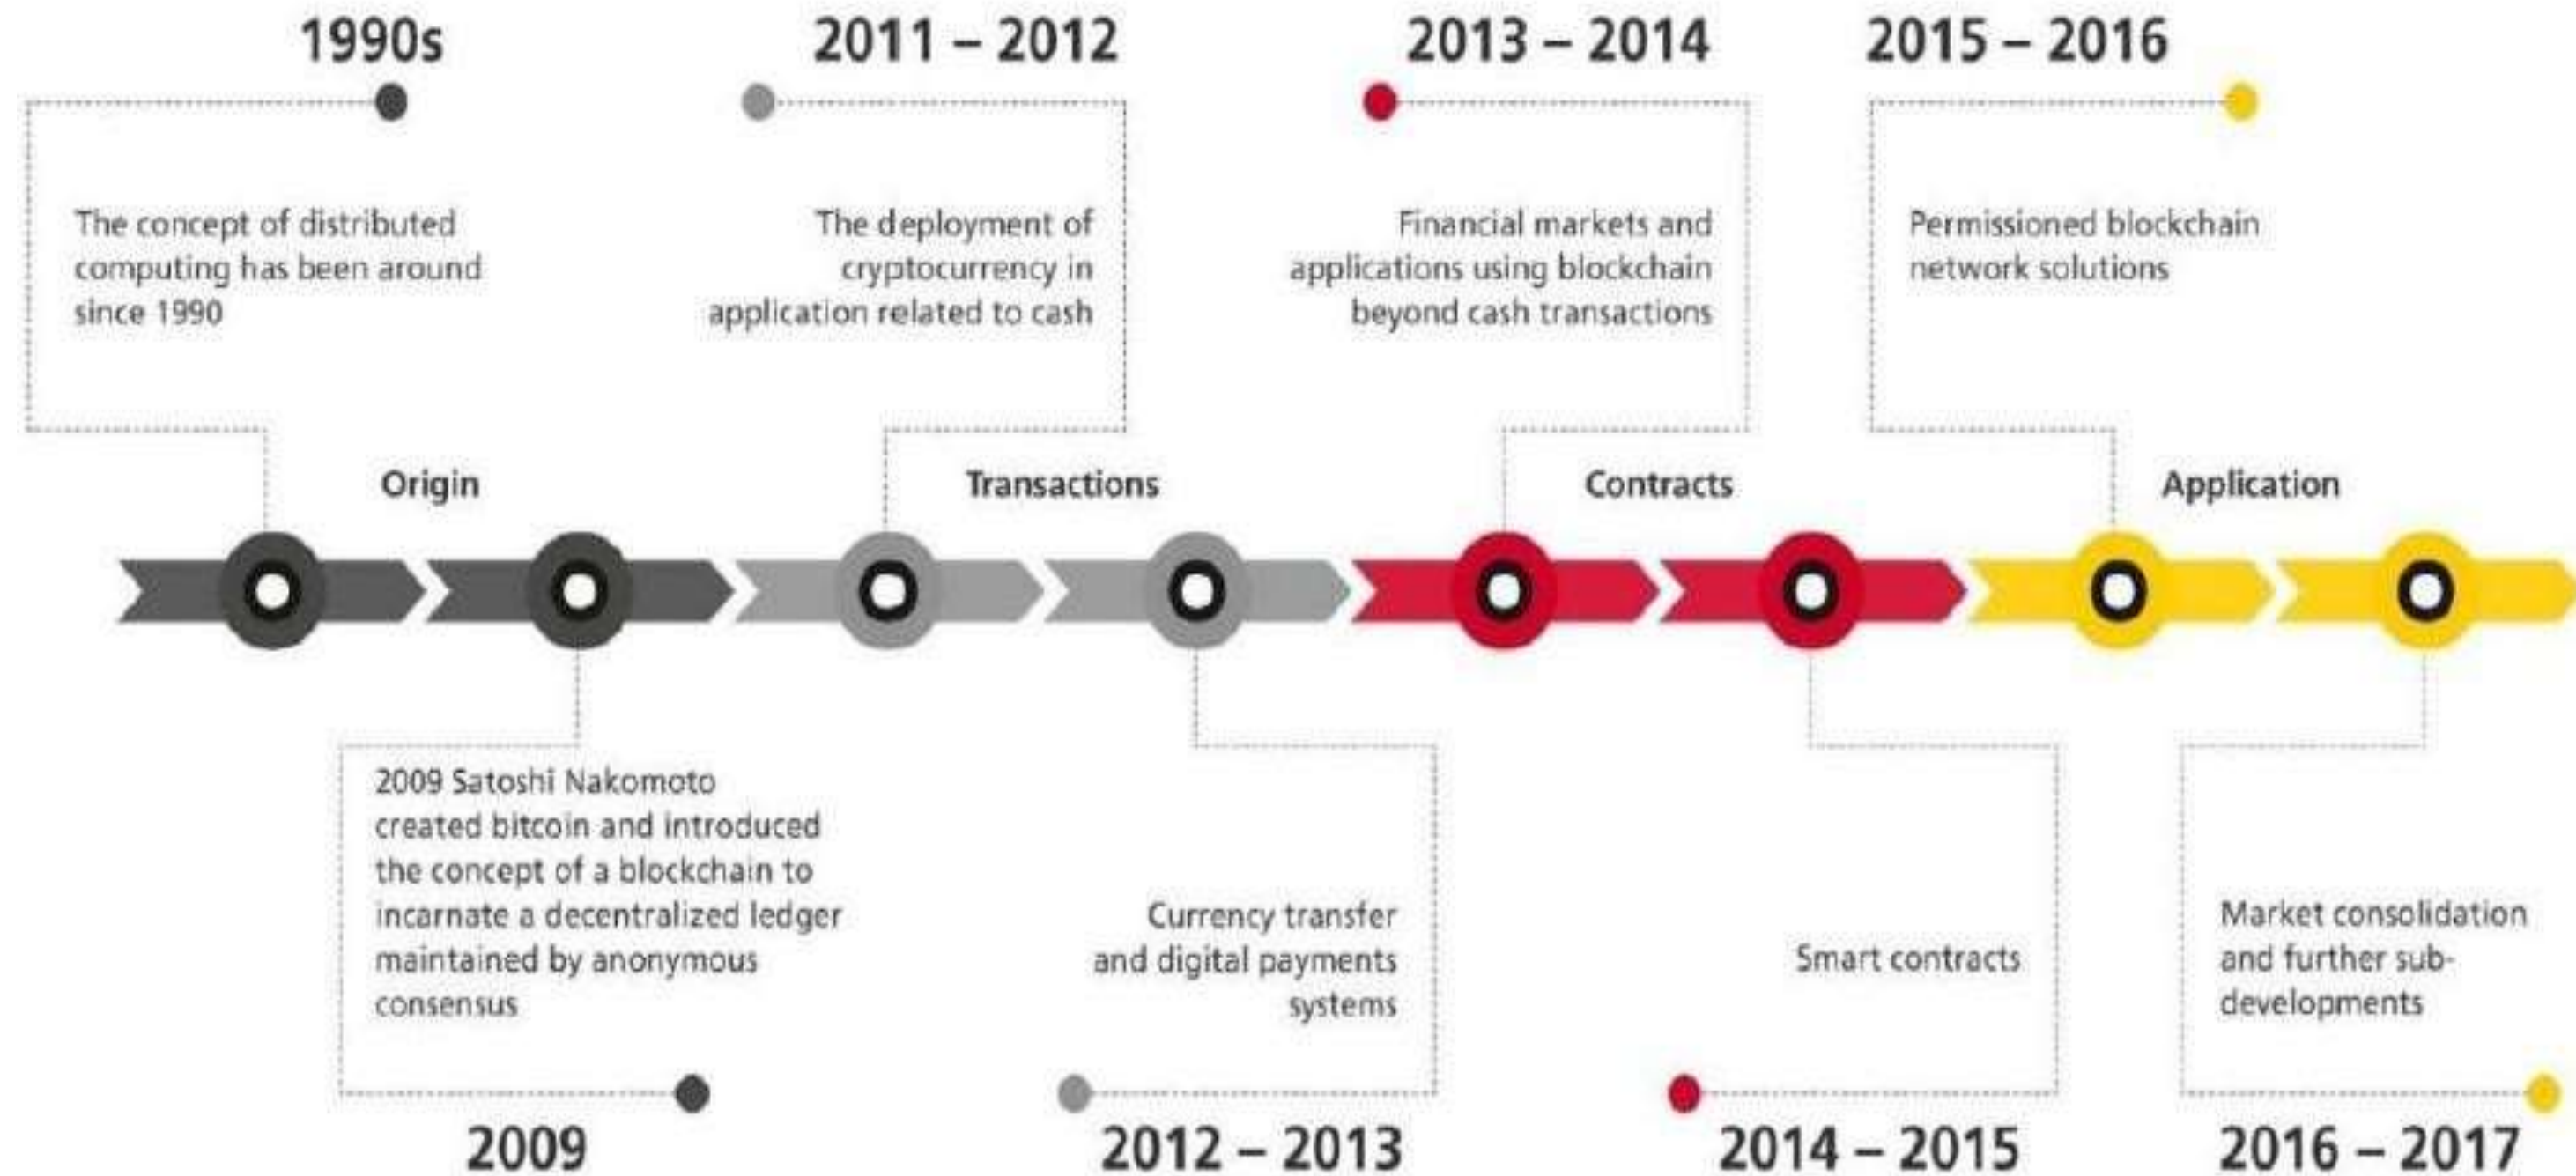 1990s
The concept of distributed
computing has been around
since 1990
2011 – 2012
The deployment of
cryptocurrency in
application related to cash
2013 – 2014
Financial markets and
applications using blockchain
beyond cash transactions
2015 – 2016
Permissioned blockchain
network solutions
Origin
Transactions
Contracts
Application
2009 Satoshi Nakomoto
created bitcoin and introduced
the concept of a blockchain to
incarnate a decentralized ledger
maintained by anonymous
consensus
2009
Currency transfer
and digital payments
systems
2012 – 2013
Smart contracts
2014 – 2015
Market consolidation
and further sub-
developments
2016 – 2017